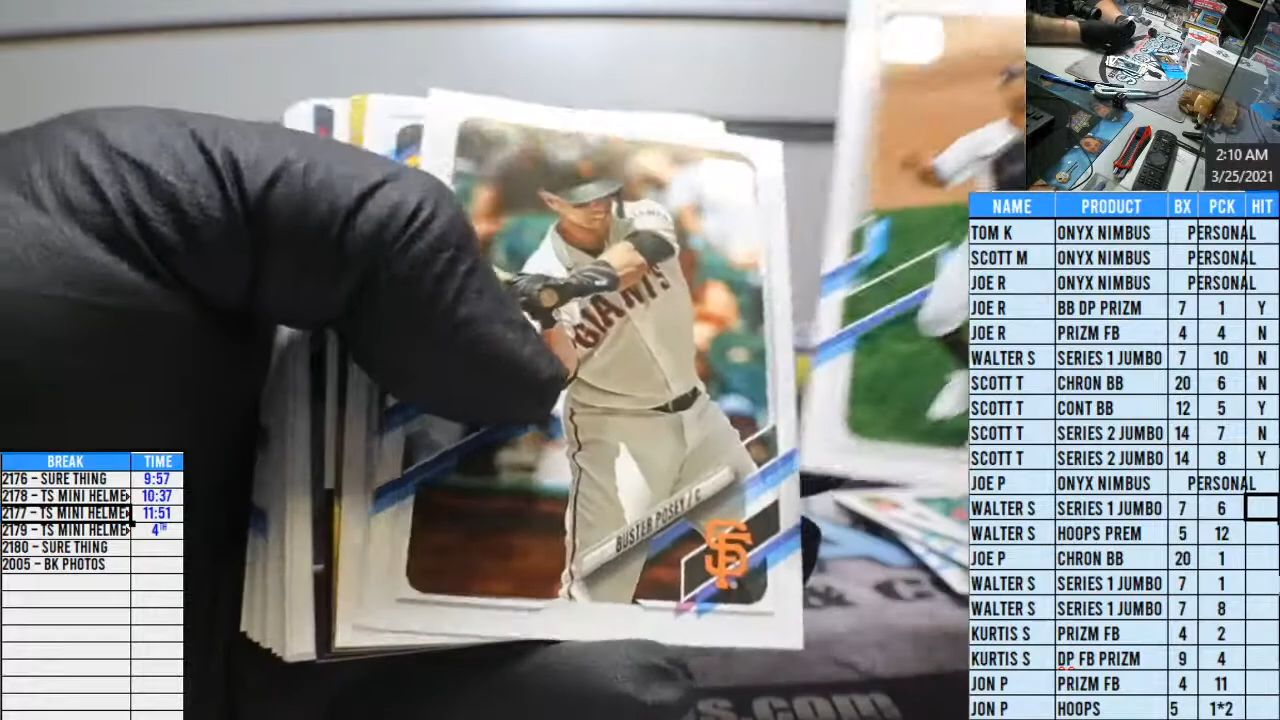 2:10 AM
3/25/2021
NAME PRODUCT BX PCK HIT
TOM K ONYX NIMBUS PERSONAL
SCOTT M ONYX NIMBUS PERSONAL
JOE R ONYX NIMBUS PERSONAL
JOE R BB DP PRIZM 7 1 Y
JOE R PRIZM FB 4 4 N
WALTER S SERIES 1 JUMBO 7 10 N
SCOTT T CHRON BB 20 6 N
SCOTT T CONT BB 12 5 Y
SCOTT T SERIES 2 JUMBO 14 7 N
SCOTT T SERIES 2 JUMBO 14 8 Y
JOE P ONYX NIMBUS PERSONAL
WALTER S SERIES 1 JUMBO 7 6
WALTER S HOOPS PREM 5 12
JOE P CHRON BB 20 1
WALTER S SERIES 1 JUMBO 7 1
WALTER S SERIES 1 JUMBO 7 8
KURTIS S PRIZM FB 4 2
KURTIS S DP FB PRIZM 9 4
JON P PRIZM FB 4 11
JON P HOOPS 5 1*2
BREAK TIME
2176 – SURE THING 9:57
2178 – TS MINI HELME 10:37
2177 – TS MINI HELME 11:51
2179 – TS MINI HELME 4TH
2180 – SURE THING
2005 – BK PHOTOS
GIANTS
BUSTER POSEY / C
SF
& C
s.com